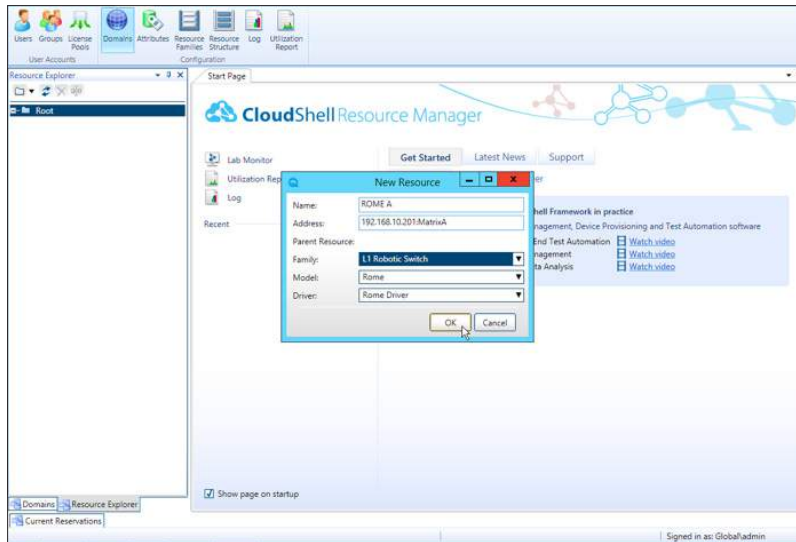 Users Groups License Pools Domains Attributes Resource Families Resource Structure Log Utilization Report
User Accounts Configuration
Resource Explorer
Start Page
Root
CloudShell Resource Manager
Lab Monitor
Utilization Rep
Log
Recent
Get Started Latest News Support
er
hell Framework in practice
nagement, Device Provisioning and Test Automation software
End Test Automation Watch video
nagement Watch video
ta Analysis Watch video
New Resource
Name: ROME A
Address: 192.168.10.201:MatrixA
Parent Resource:
Family: L1 Robotic Switch
Model: Rome
Driver: Rome Driver
OK Cancel
Show page on startup
Domains Resource Explorer
Current Reservations
Signed in as: Global\admin